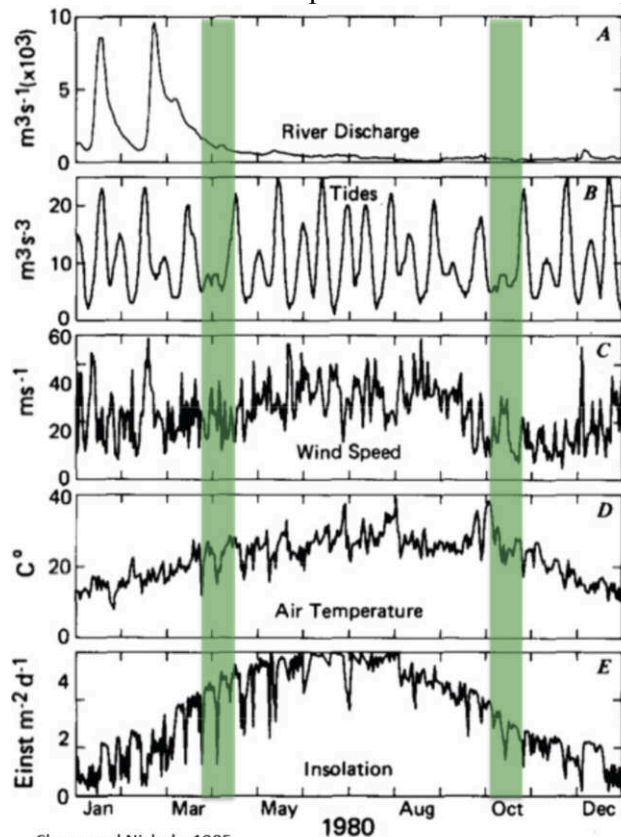 10
A
m³s⁻¹(x10³)
5
River Discharge
0
Tides
B
20
m³s⁻³
10
0
60
C
40
ms⁻¹
20
Wind Speed
0
40
D
C°
20
Air Temperature
0
E
4
Einst m⁻² d⁻¹
2
Insolation
0
Jan Mar May Aug Oct Dec
1980